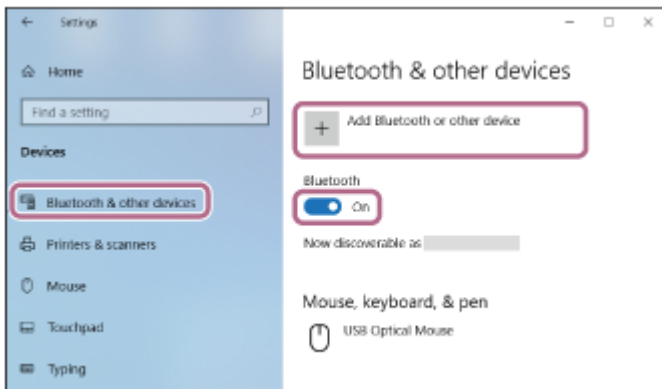 Settings
Home
Find a setting
Devices
Bluetooth & other devices
Printers & scanners
Mouse
Touchpad
Typing
Bluetooth & other devices
Add Bluetooth or other device
Bluetooth
On
Now discoverable as
Mouse, keyboard, & pen
USB Optical Mouse